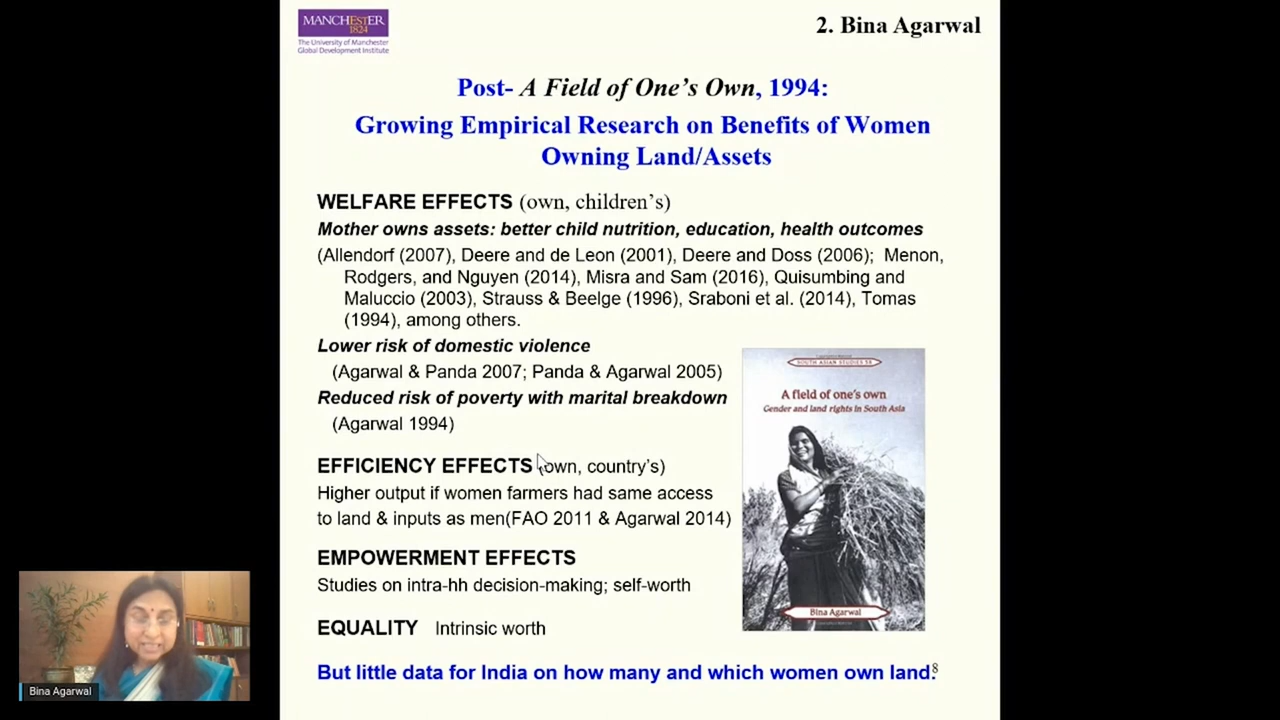 MANCHESTER
1824
The University of Manchester
Global Development Institute
2. Bina Agarwal
Post- A Field of One's Own, 1994:
Growing Empirical Research on Benefits of Women
Owning Land/Assets
WELFARE EFFECTS (own, children's)
Mother owns assets: better child nutrition, education, health outcomes
(Allendorf (2007), Deere and de Leon (2001), Deere and Doss (2006); Menon,
Rodgers, and Nguyen (2014), Misra and Sam (2016), Quisumbing and
Maluccio (2003), Strauss & Beelge (1996), Sraboni et al. (2014), Tomas
(1994), among others.
Lower risk of domestic violence
(Agarwal & Panda 2007; Panda & Agarwal 2005)
Reduced risk of poverty with marital breakdown
(Agarwal 1994)
EFFICIENCY EFFECTS (own, country's)
Higher output if women farmers had same access
to land & inputs as men(FAO 2011 & Agarwal 2014)
EMPOWERMENT EFFECTS
Studies on intra-hh decision-making; self-worth
EQUALITY Intrinsic worth
But little data for India on how many and which women own land.
8
A field of one's own
Gender and land rights in South Asia
Bina Agarwal
Bina Agarwal